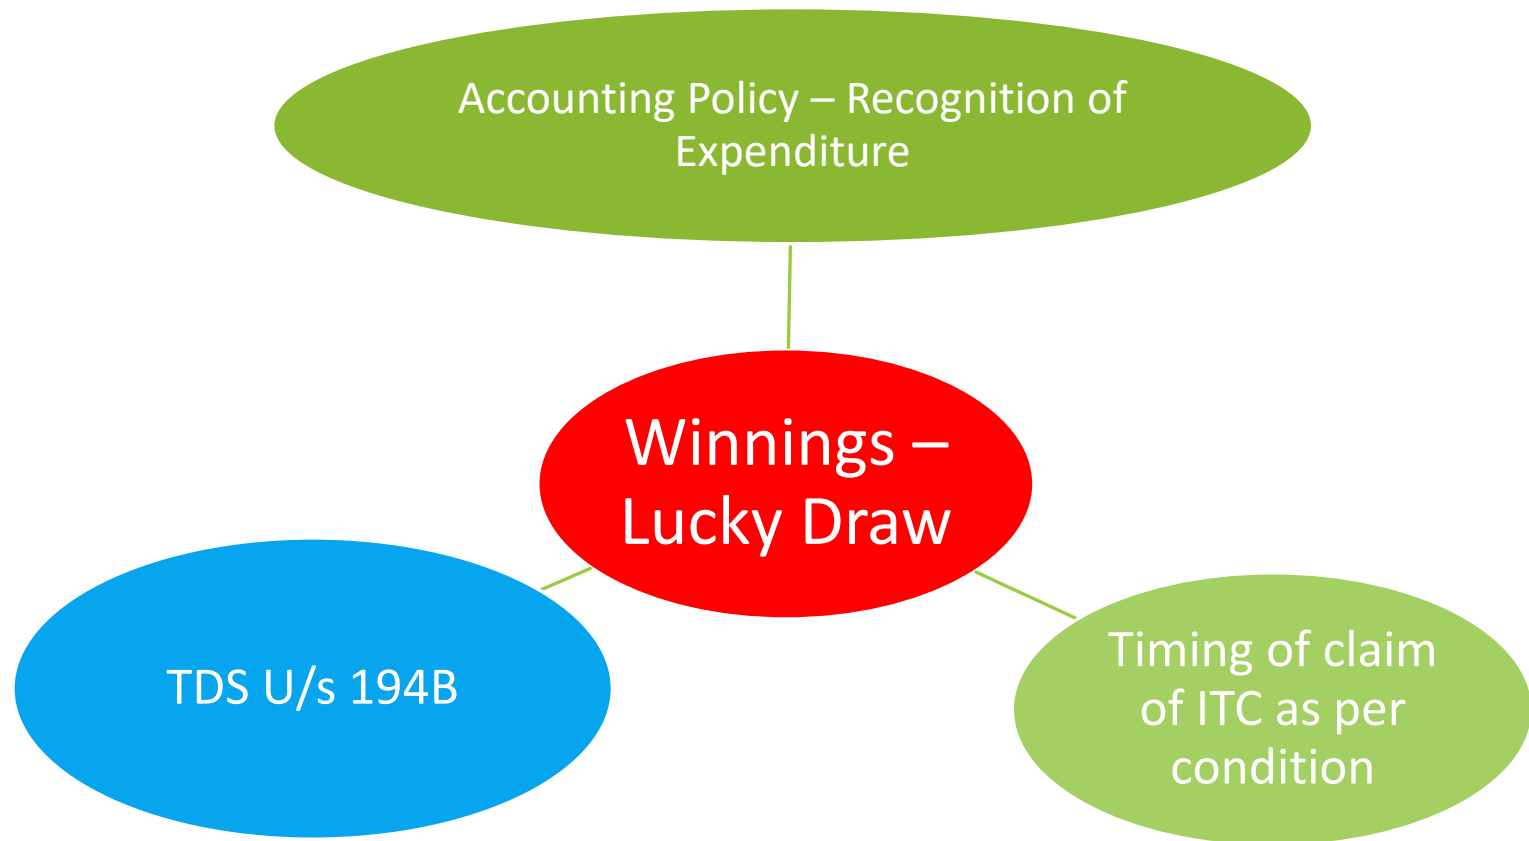 Accounting Policy – Recognition of
Expenditure
Winnings –
Lucky Draw
TDS U/s 194B
Timing of claim
of ITC as per
condition